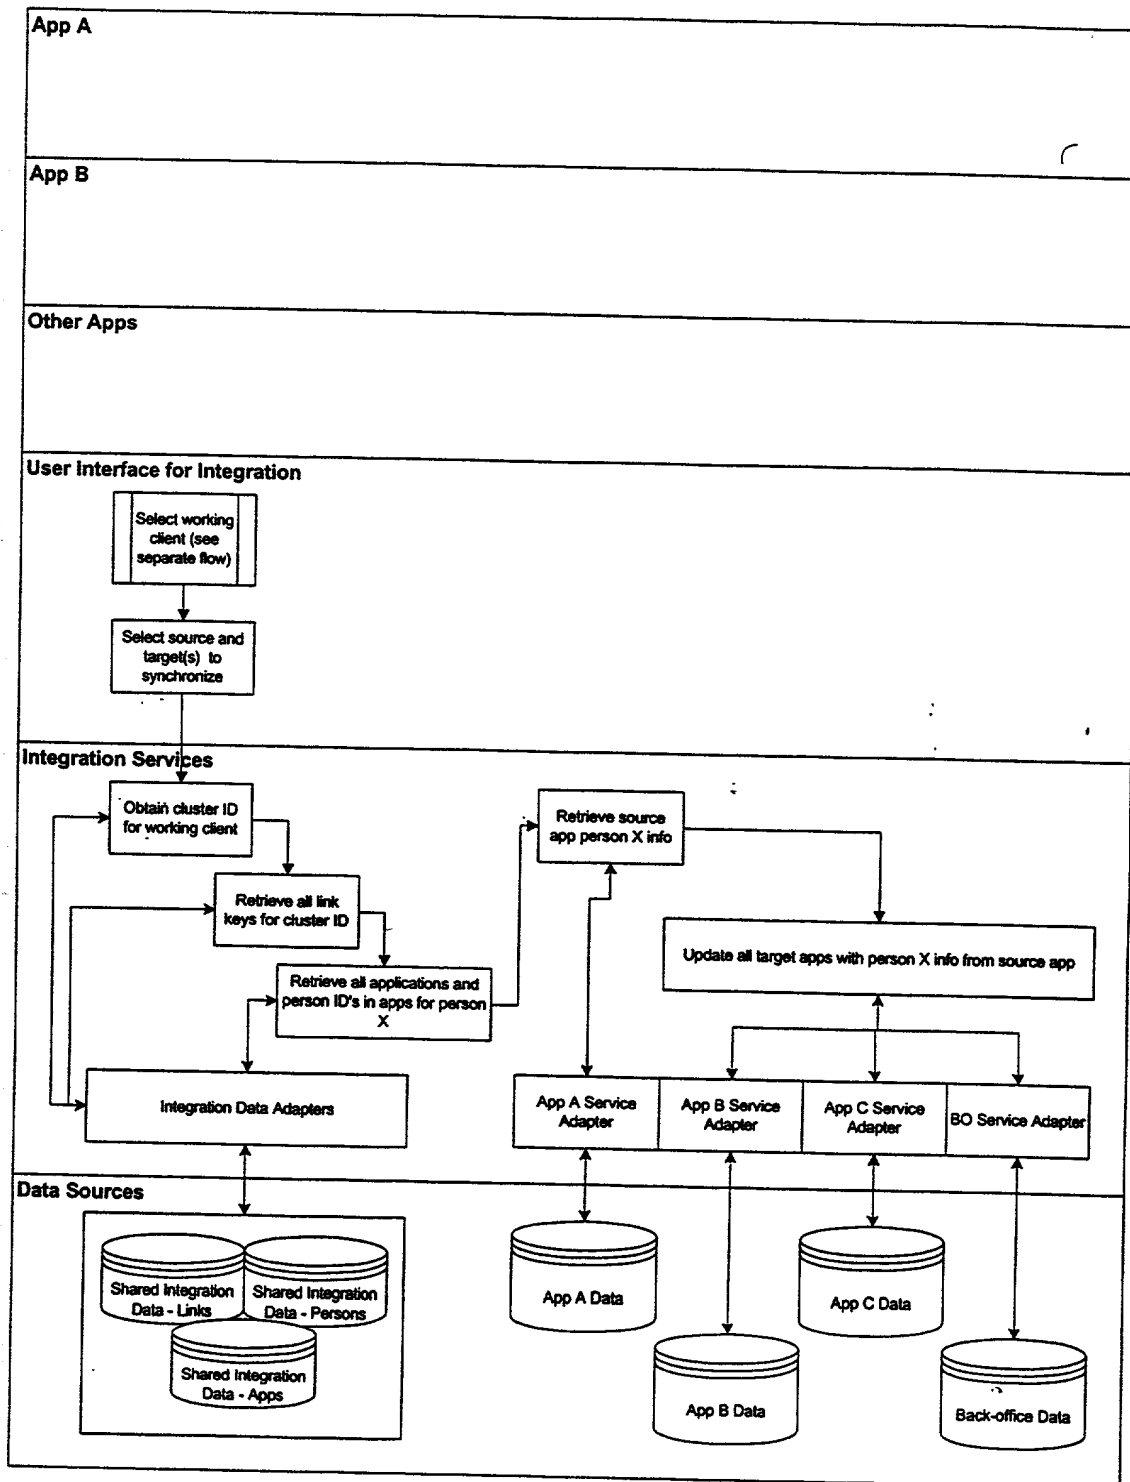 App A
App B
Other Apps
User Interface for Integration
Select working
client (see
separate flow)
Select source and
target(s) to
synchronize
Integration Services
Obtain cluster ID
for working client
Retrieve source
app person X info
Retrieve all link
keys for cluster ID
Update all target apps with person X info from source app
Retrieve all applications and
person ID's in apps for person
X
Integration Data Adapters
App A Service
Adapter
App B Service
Adapter
App C Service
Adapter
BO Service Adapter
Data Sources
Shared Integration
Data - Links
Shared Integration
Data - Persons
Shared Integration
Data - Apps
App A Data
App B Data
App C Data
Back-office Data